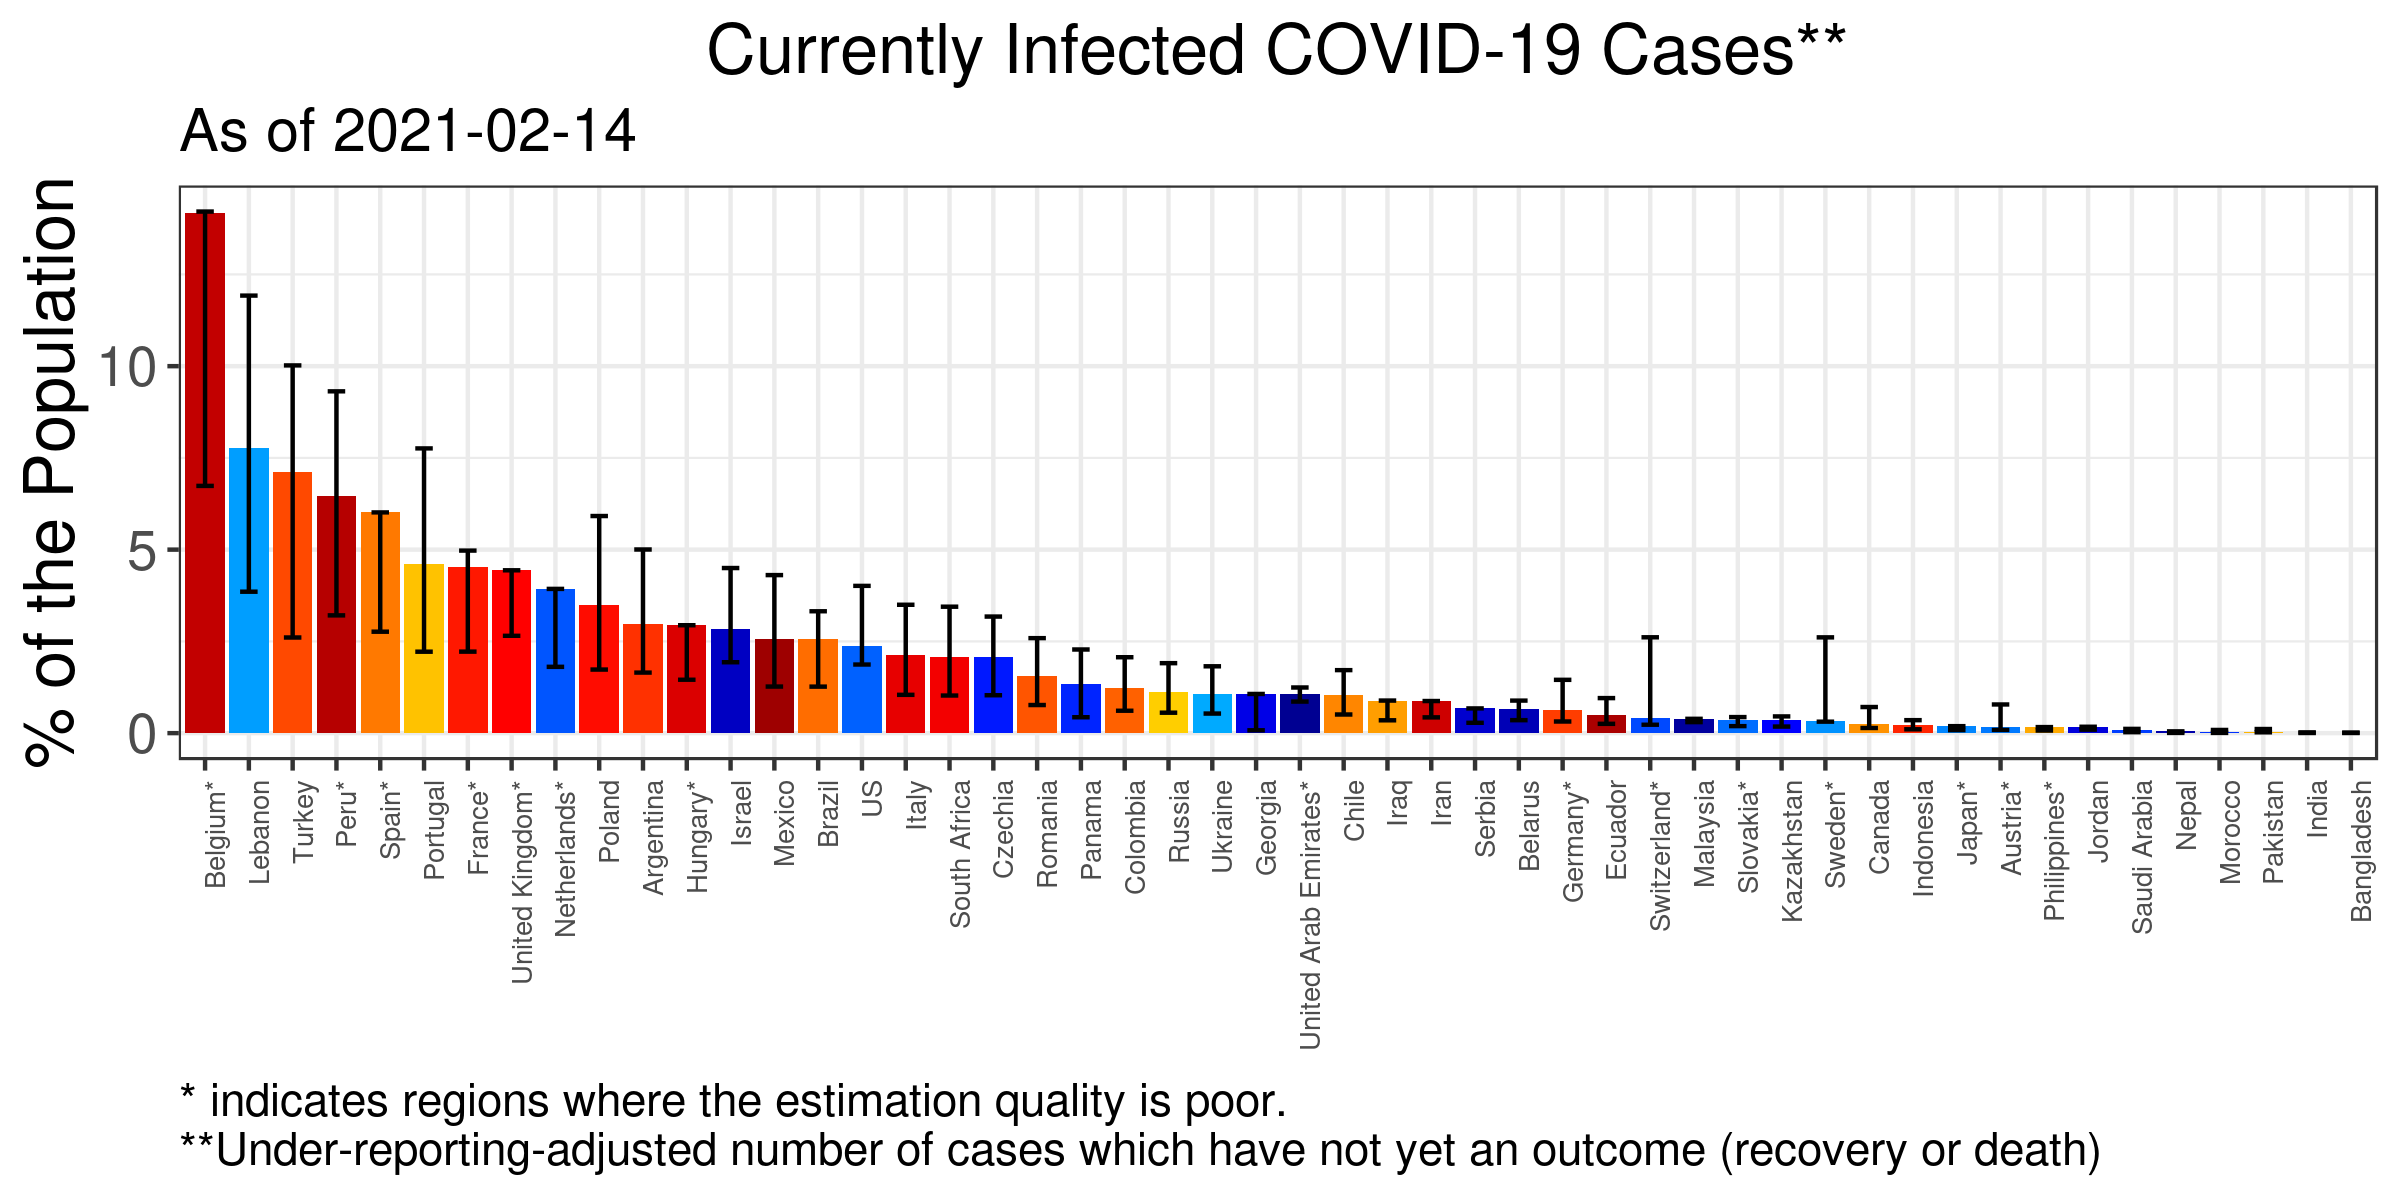 Currently Infected COVID-19 Cases**
As of 2021-02-14
% of the Population
10
5
0
Belgium*
Lebanon
Turkey
Peru*
Spain*
Portugal
France*
United Kingdom*
Netherlands*
Poland
Argentina
Hungary*
Israel
Mexico
Brazil
US
Italy
South Africa
Czechia
Romania
Panama
Colombia
Russia
Ukraine
Georgia
United Arab Emirates*
Chile
Iraq
Iran
Serbia
Belarus
Germany*
Ecuador
Switzerland*
Malaysia
Slovakia*
Kazakhstan
Sweden*
Canada
Indonesia
Japan*
Austria*
Philippines*
Jordan
Saudi Arabia
Nepal
Morocco
Pakistan
India
Bangladesh
* indicates regions where the estimation quality is poor.
**Under-reporting-adjusted number of cases which have not yet an outcome (recovery or death)